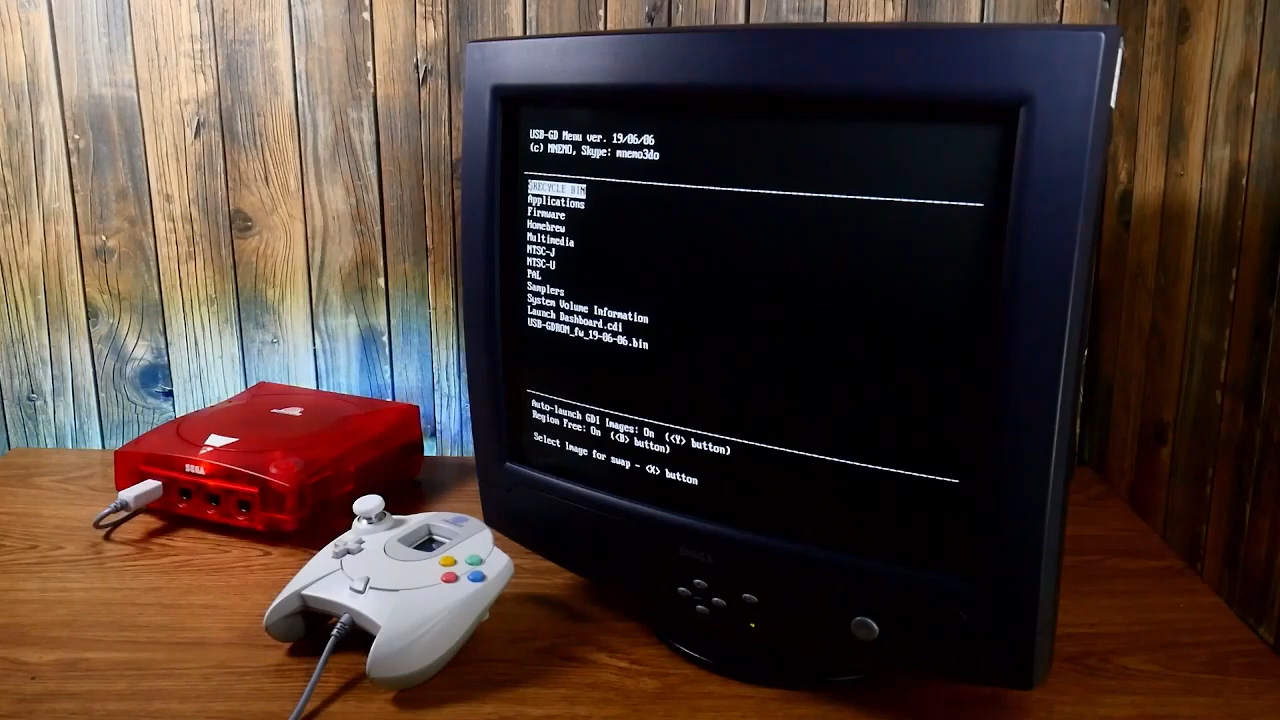 USB-GD Menu ver. 19/06/06
(c) MNEMO, Skype: mnemo3do
$RECYCLE BIN
Applications
Firmware
Homebrew
Multimedia
NTSC-J
NTSC-U
PAL
Samplers
System Volume Information
Launch Dashboard.cdi
USB-GDROM_fw_19-06-06.bin
Auto-launch GDI Images: On (<Y> button)
Region Free: On (<B> button)
Select Image for swap - <X> button
SEGA
DELL